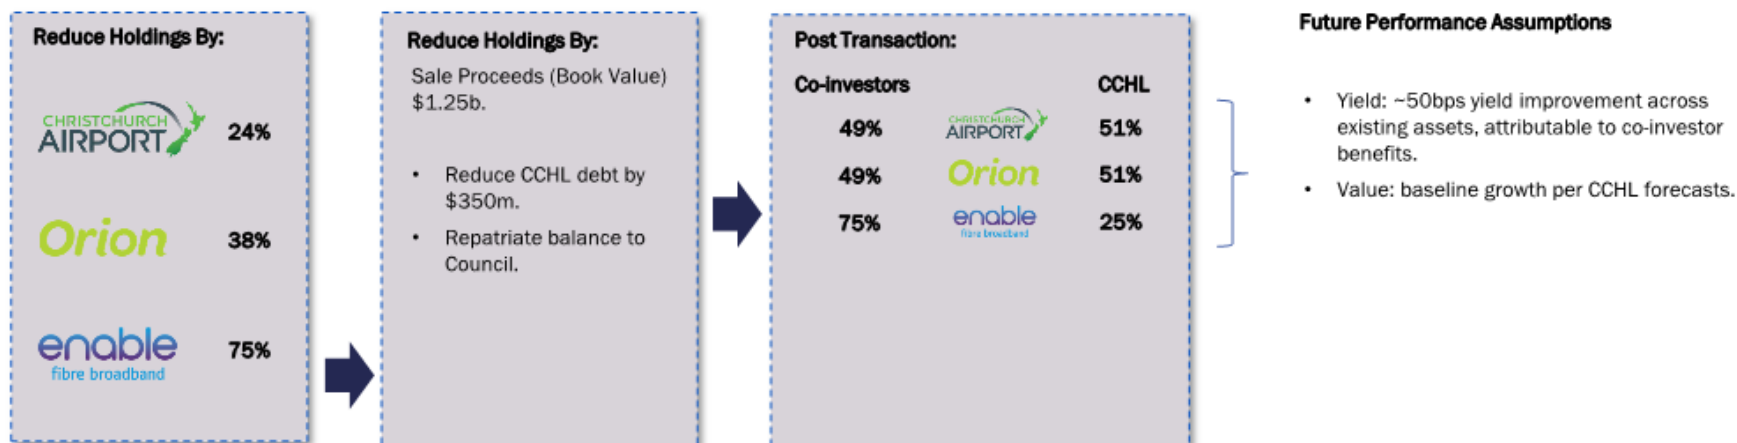 Reduce Holdings By:
CHRISTCHURCH
AIRPORT
24%
Orion
38%
enable
fibre broadband
75%
Reduce Holdings By:
Sale Proceeds (Book Value)
$1.25b.
• Reduce CCHL debt by
$350m.
• Repatriate balance to
Council.
Post Transaction:
Co-investors CCHL
49% CHRISTCHURCH AIRPORT 51%
49% Orion 51%
75% enable fibre broadband 25%
Future Performance Assumptions
• Yield: ~50bps yield improvement across
existing assets, attributable to co-investor
benefits.
• Value: baseline growth per CCHL forecasts.